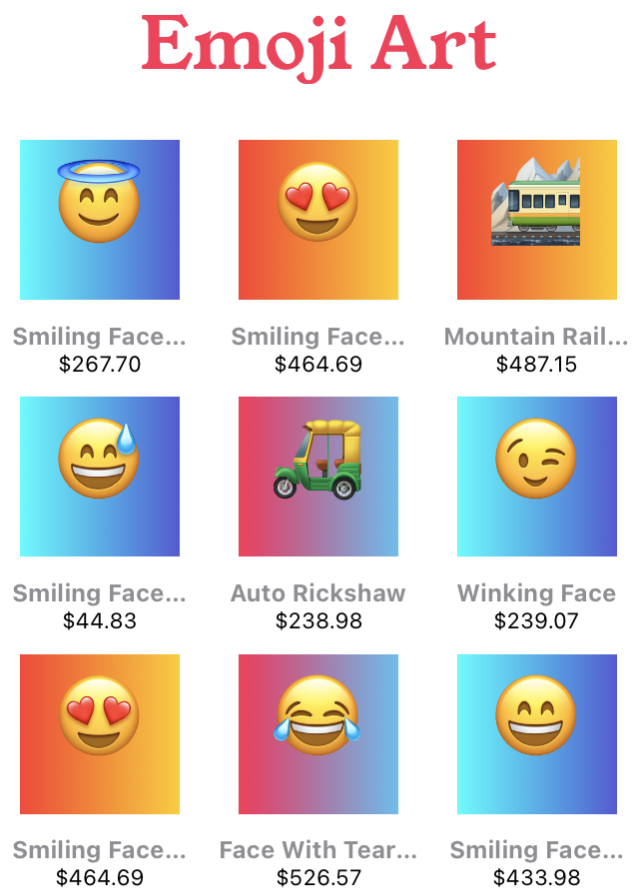 Emoji Art
Smiling Face...
Smiling Face...
Mountain Rail...
$267.70
$464.69
$487.15
Smiling Face...
Auto Rickshaw
Winking Face
$44.83
$238.98
$239.07
Smiling Face...
Face With Tear...
Smiling Face...
$464.69
$526.57
$433.98